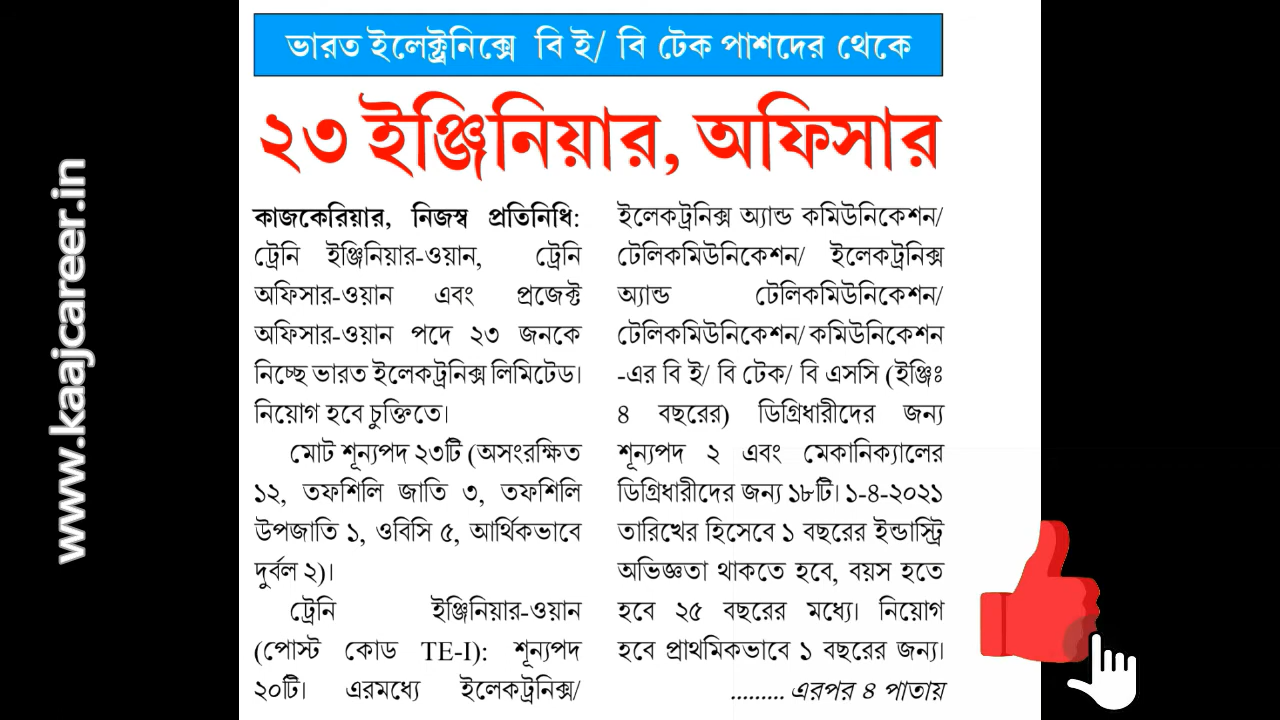 ভারত ইলেক্ট্রনিক্সে বি ই/ বি টেক পাশদের থেকে
২৩ ইঞ্জিনিয়ার, অফিসার
কাজকেরিয়ার, নিজস্ব প্রতিনিধি:
ট্রেনি ইঞ্জিনিয়ার-ওয়ান, ট্রেনি
অফিসার-ওয়ান এবং প্রজেক্ট
অফিসার-ওয়ান পদে ২৩ জনকে
নিচ্ছে ভারত ইলেকট্রনিক্স লিমিটেড।
নিয়োগ হবে চুক্তিতে।
মোট শূন্যপদ ২৩টি (অসংরক্ষিত
১২, তফশিলি জাতি ৩, তফশিলি
উপজাতি ১, ওবিসি ৫, আর্থিকভাবে
দুর্বল ২)।
ট্রেনি ইঞ্জিনিয়ার-ওয়ান
(পোস্ট কোড TE-I): শূন্যপদ
২০টি। এরমধ্যে ইলেকট্রনিক্স/
ইলেকট্রনিক্স অ্যান্ড কমিউনিকেশন/
টেলিকমিউনিকেশন/ ইলেকট্রনিক্স
অ্যান্ড টেলিকমিউনিকেশন/
টেলিকমিউনিকেশন/ কমিউনিকেশন
-এর বি ই/ বি টেক/ বি এসসি (ইঞ্জিঃ
৪ বছরের) ডিগ্রিধারীদের জন্য
শূন্যপদ ২ এবং মেকানিক্যালের
ডিগ্রিধারীদের জন্য ১৮টি। ১-৪-২০২১
তারিখের হিসেবে ১ বছরের ইন্ডাস্ট্রি
অভিজ্ঞতা থাকতে হবে, বয়স হতে
হবে ২৫ বছরের মধ্যে। নিয়োগ
হবে প্রাথমিকভাবে ১ বছরের জন্য।
......... এরপর ৪ পাতায়
www.kaajcareer.in